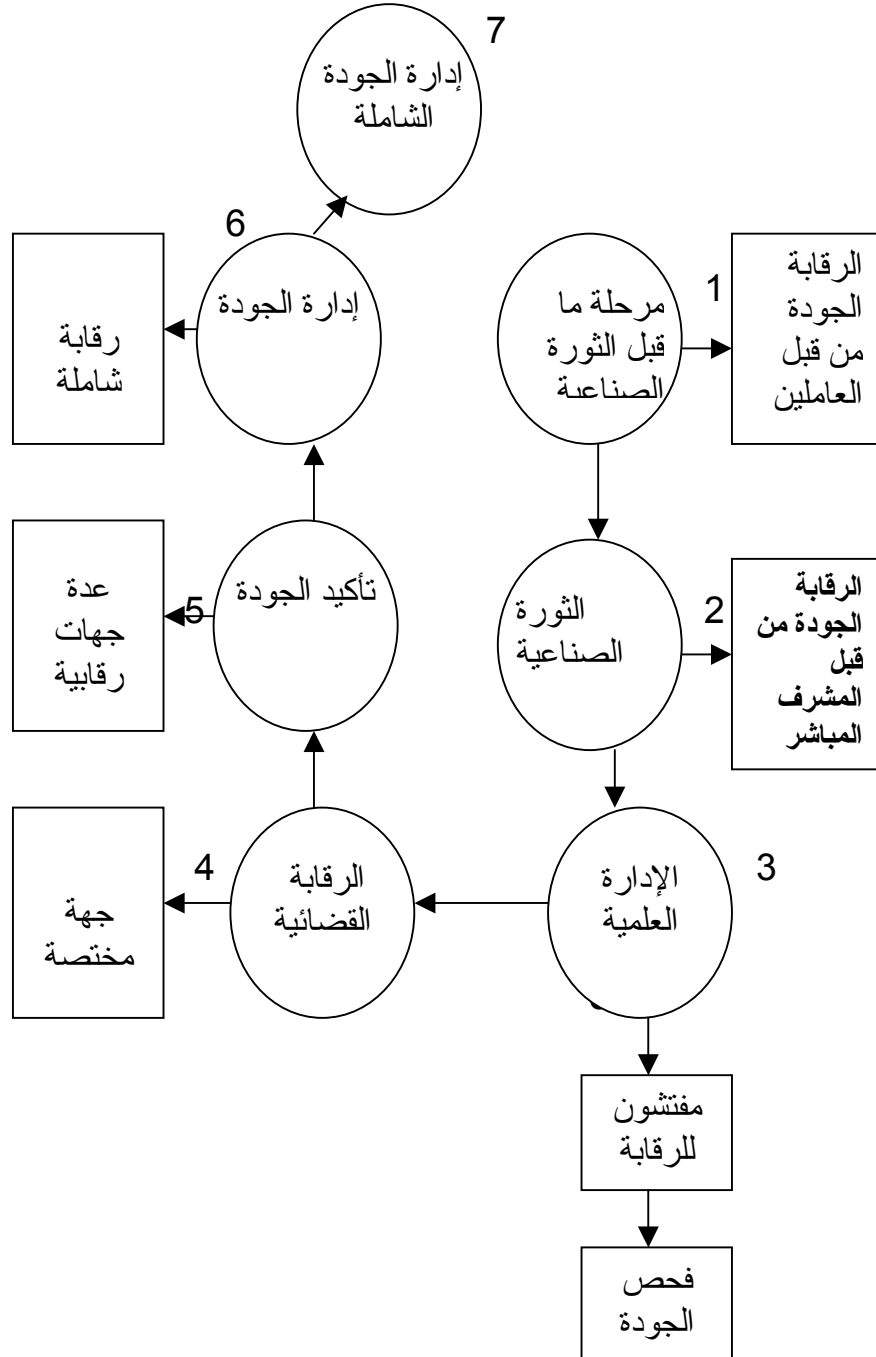 7
إدارة الجودة
الشاملة
6
إدارة الجودة
رقابة
شاملة
مرحلة ما
قبل الثورة
الصناعية
1
الرقابة
الجودة
من قبل
العاملين
تأكيد الجودة
5
عدة
جهات
رقابية
الثورة
الصناعية
2
الرقابة
الجودة من
قبل
المشرف
المباشر
3
الإدارة
العلمية
الرقابة
القضائية
4
جهة
مختصة
مفتشون
للرقابة
فحص
الجودة